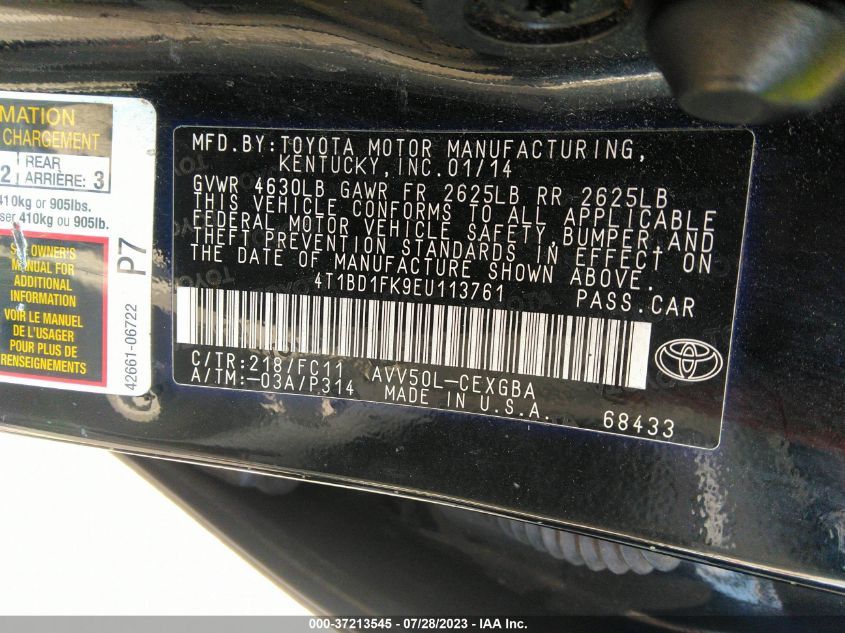 MATION
CHARGEMENT
2 REAR ARRIÈRE: 3
410kg or 905lbs.
ser 410kg ou 905lb.
SEE OWNER'S
MANUAL FOR
ADDITIONAL
INFORMATION
VOIR LE MANUEL
DE L'USAGER
POUR PLUS DE
RENSEIGNEMENTS
P7
42661-06722
MFD.BY:TOYOTA MOTOR MANUFACTURING,
KENTUCKY,INC.01/14
GVWR 4630LB GAWR FR 2625LB RR 2625LB
THIS VEHICLE CONFORMS TO ALL APPLICABLE
FEDERAL MOTOR VEHICLE SAFETY,BUMPER,AND
THEFT PREVENTION STANDARDS IN EFFECT ON
THE DATE OF MANUFACTURE SHOWN ABOVE.
4T1BD1FK9EU113761 PASS.CAR
C/TR:218/FC11 AVV50L-CEXGBA
A/TM:-03A/P314 MADE IN U.S.A.
68433
000-37213545 - 07/28/2023 - IAA Inc.